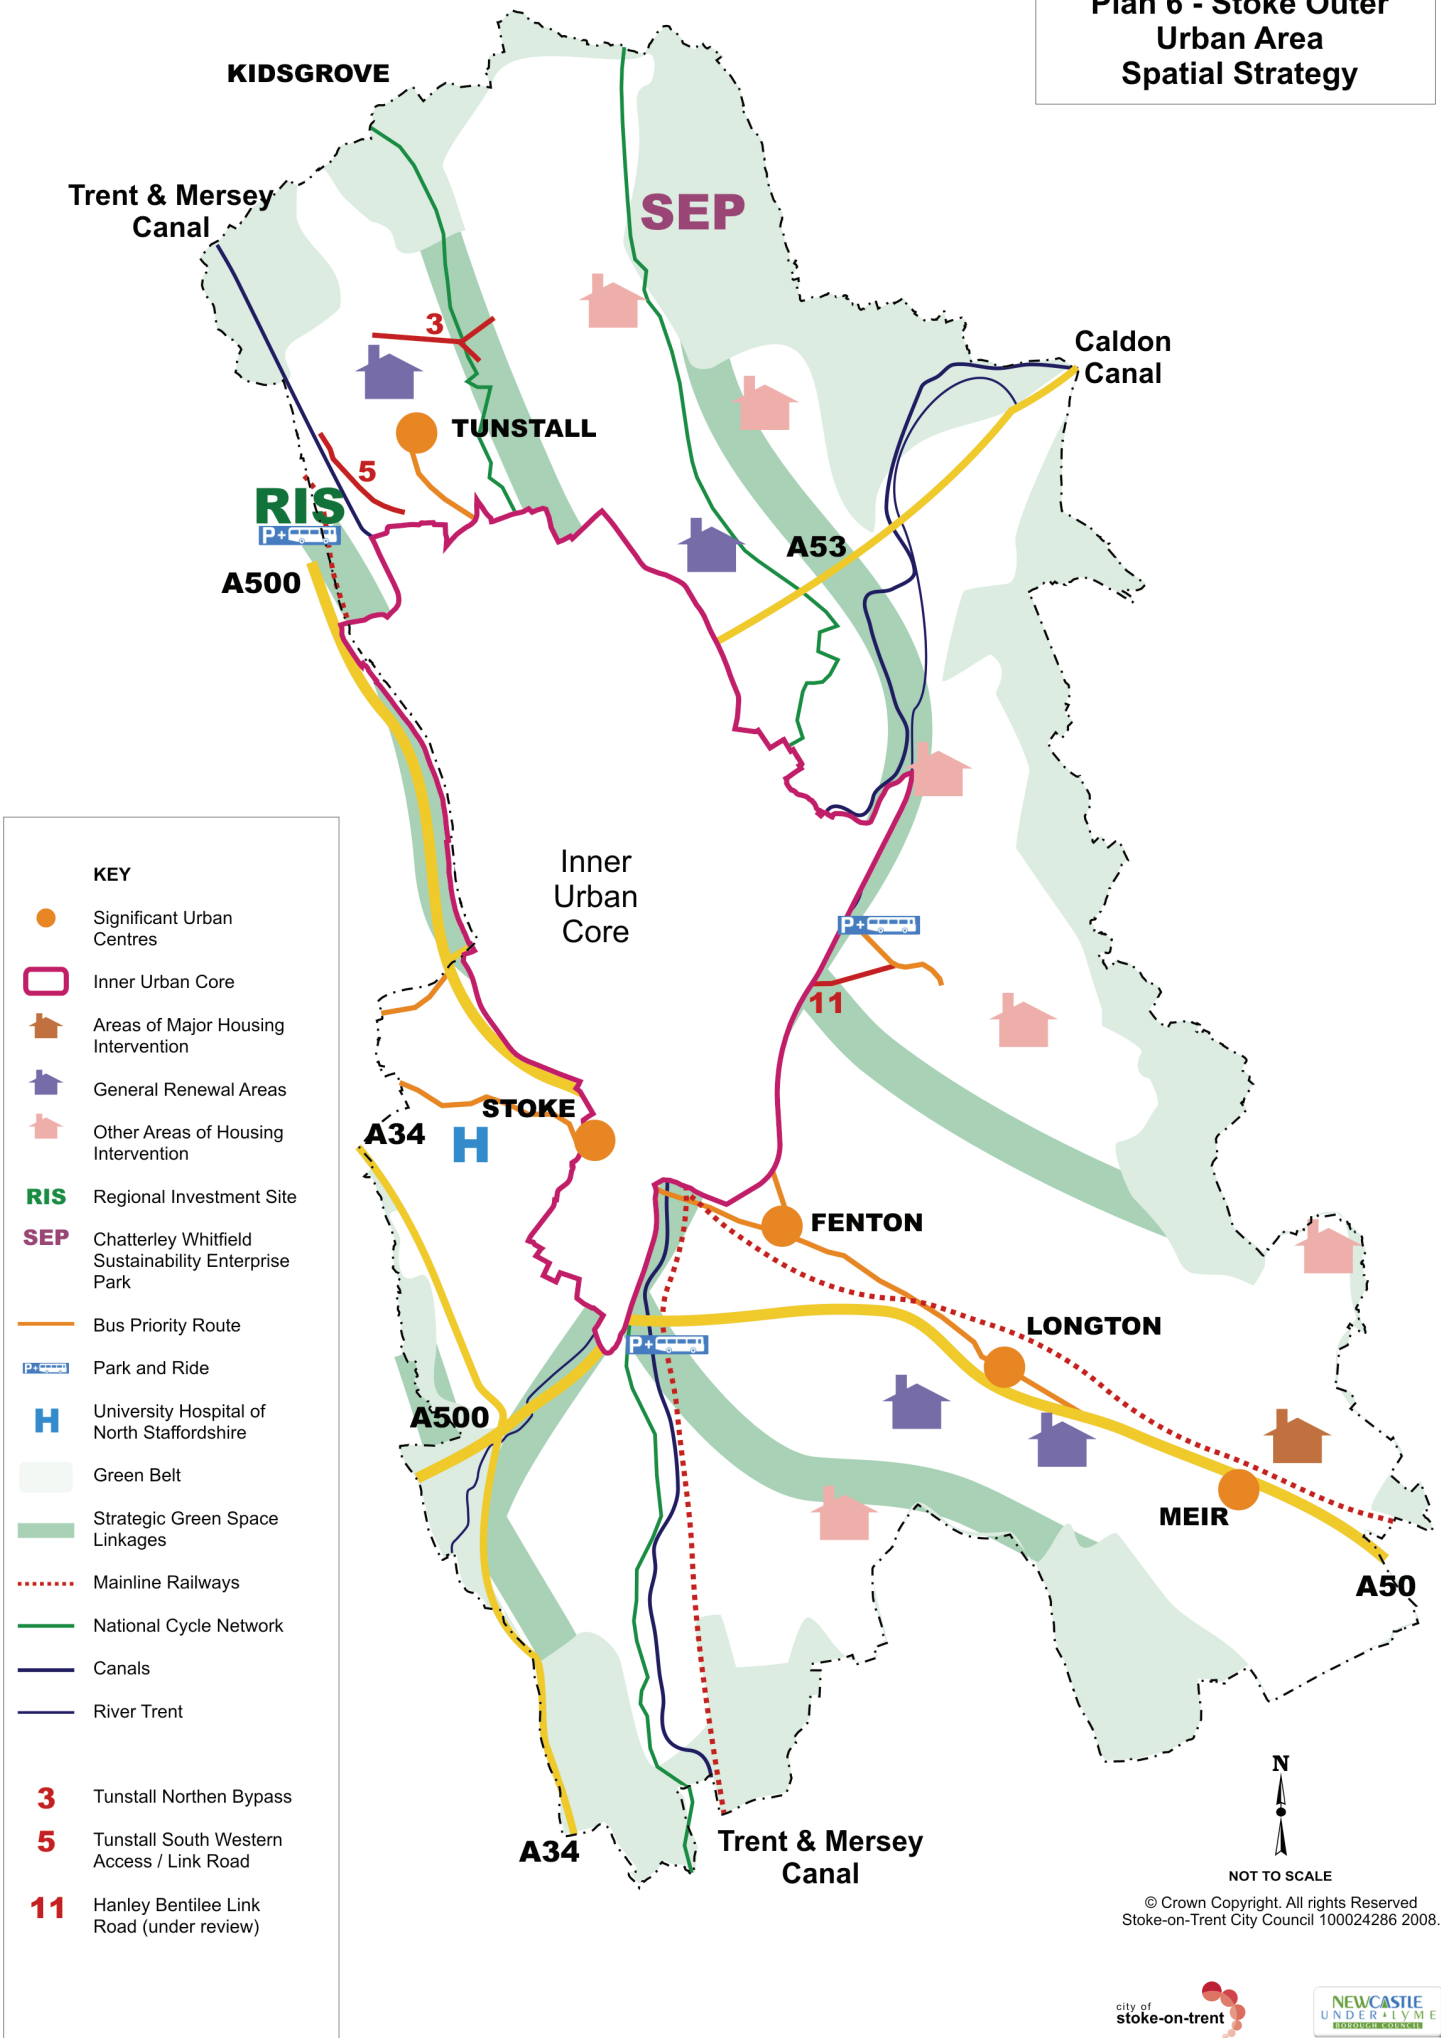 Plan 6 - Stoke Outer
Urban Area
Spatial Strategy
KIDSGROVE
Trent & Mersey
Canal
SEP
3
Caldon
Canal
TUNSTALL
5
RIS
P+
A53
A500
Inner
Urban
Core
P+
11
STOKE
A34
H
FENTON
LONGTON
P+
A500
MEIR
A50
A34
Trent & Mersey
Canal
KEY
Significant Urban
Centres
Inner Urban Core
Areas of Major Housing
Intervention
General Renewal Areas
Other Areas of Housing
Intervention
RIS
Regional Investment Site
SEP
Chatterley Whitfield
Sustainability Enterprise
Park
Bus Priority Route
P+
Park and Ride
H
University Hospital of
North Staffordshire
Green Belt
Strategic Green Space
Linkages
Mainline Railways
National Cycle Network
Canals
River Trent
3
Tunstall Northen Bypass
5
Tunstall South Western
Access / Link Road
11
Hanley Bentilee Link
Road (under review)
N
NOT TO SCALE
© Crown Copyright. All rights Reserved
Stoke-on-Trent City Council 100024286 2008.
city of
stoke-on-trent
NEWCASTLE
UNDER LYME
BOROUGH COUNCIL